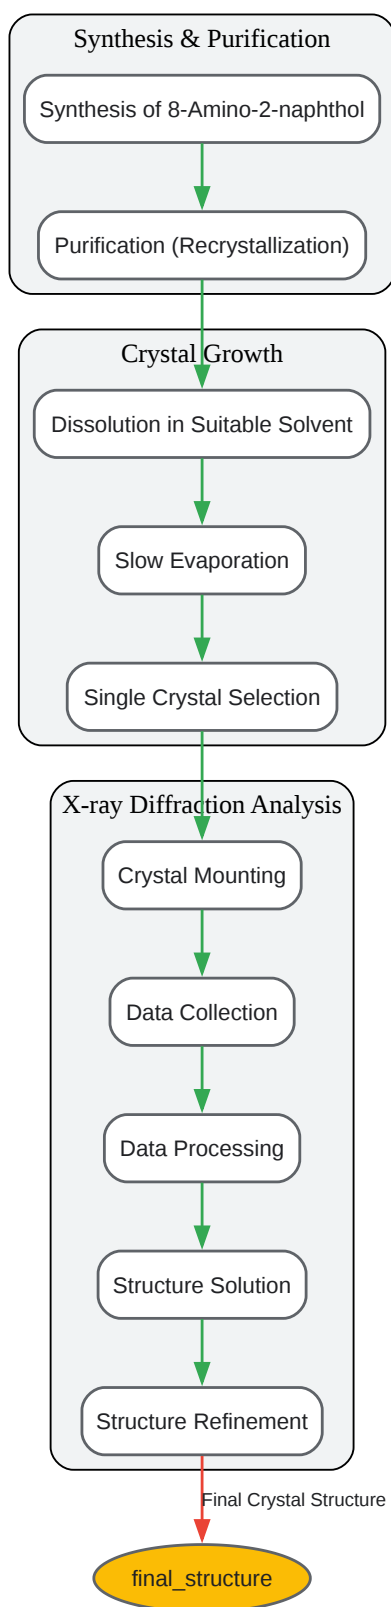 Synthesis & Purification
Synthesis of 8-Amino-2-naphthol
Purification (Recrystallization)
Crystal Growth
Dissolution in Suitable Solvent
Slow Evaporation
Single Crystal Selection
X-ray Diffraction Analysis
Crystal Mounting
Data Collection
Data Processing
Structure Solution
Structure Refinement
Final Crystal Structure
final_structure